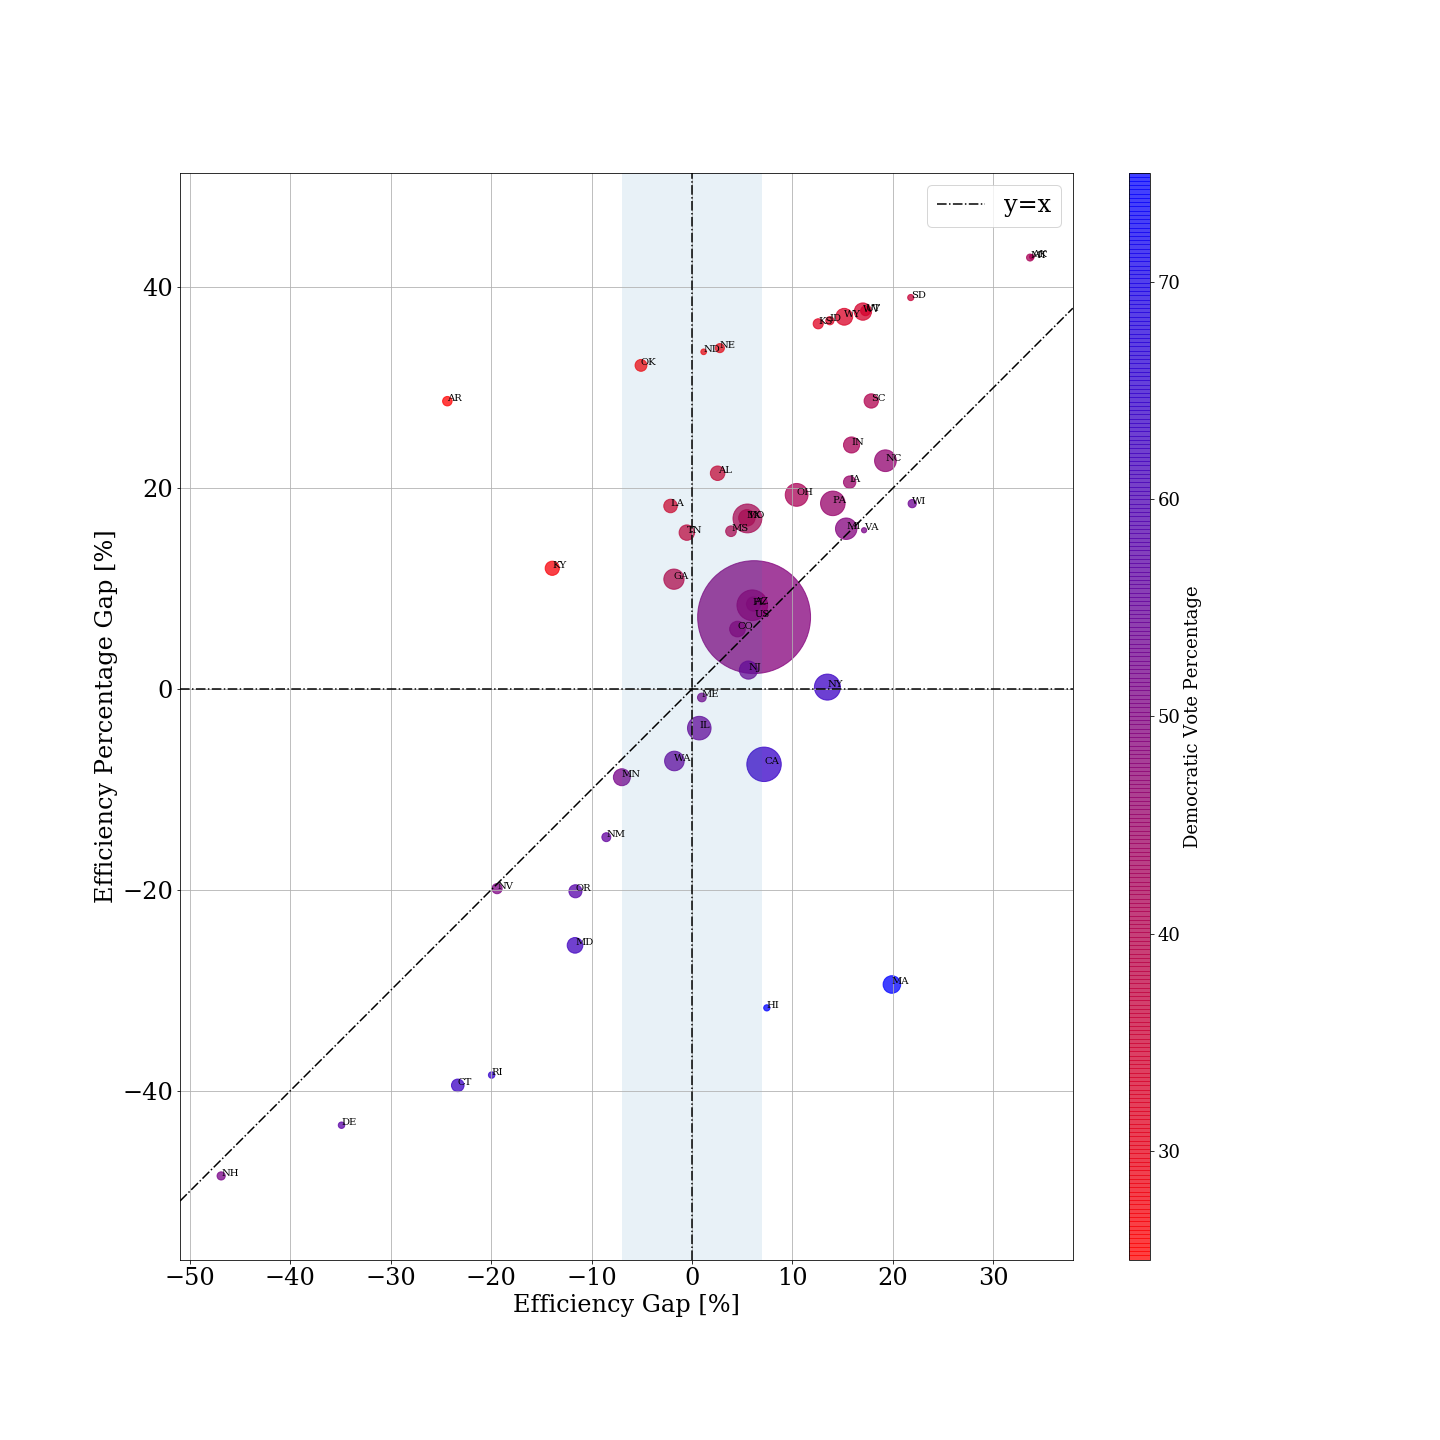 y=x
40
20
0
−20
−40
Efficiency Percentage Gap [%]
−50
−40
−30
−20
−10
0
10
20
30
Efficiency Gap [%]
70
60
50
40
30
Democratic Vote Percentage
SD
KS
ID
WY
NE
ND
OK
AR
SC
IN
NC
AL
IA
OH
PA
WI
LA
MS
TN
MI
VA
KY
GA
AZ
US
CO
NJ
NY
ME
IL
WA
CA
MN
NM
NV
OR
MD
MA
HI
RI
CT
DE
NH